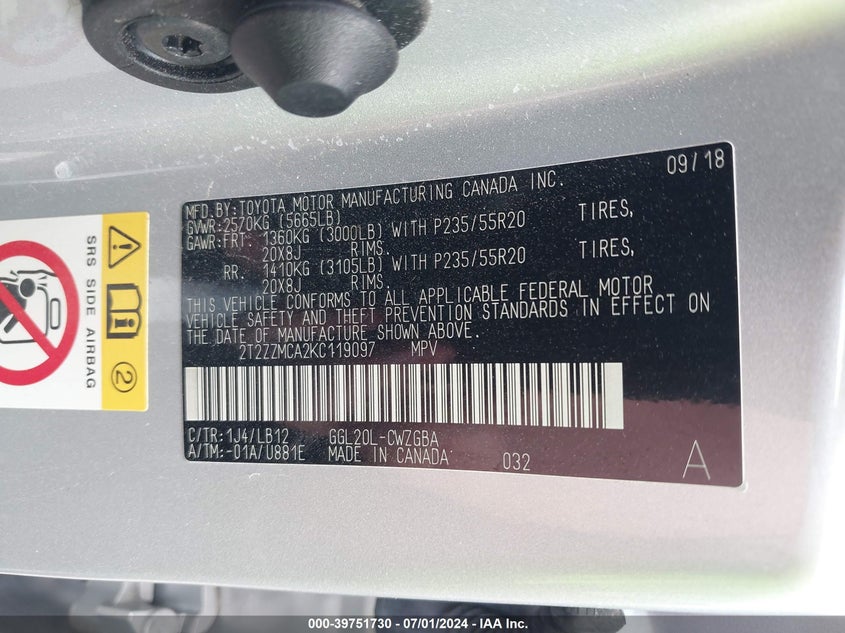 09/18
MFD.BY:TOYOTA MOTOR MANUFACTURING CANADA INC.
GVWR:2570KG (5665LB)
GAWR:FRT. 1360KG (3000LB) WITH P235/55R20 TIRES,
20X8J RIMS.
RR. 1410KG (3105LB) WITH P235/55R20 TIRES,
20X8J RIMS.
THIS VEHICLE CONFORMS TO ALL APPLICABLE FEDERAL MOTOR
VEHICLE SAFETY AND THEFT PREVENTION STANDARDS IN EFFECT ON
THE DATE OF MANUFACTURE SHOWN ABOVE.
2T2ZZMCA2KC119097 MPV
C/TR:1J4/LB12 GGL20L-CWZGBA
A/TM:-01A/U881E MADE IN CANADA 032 A
SRS SIDE AIRBAG
2
000-39751730 - 07/01/2024 - IAAI.COM